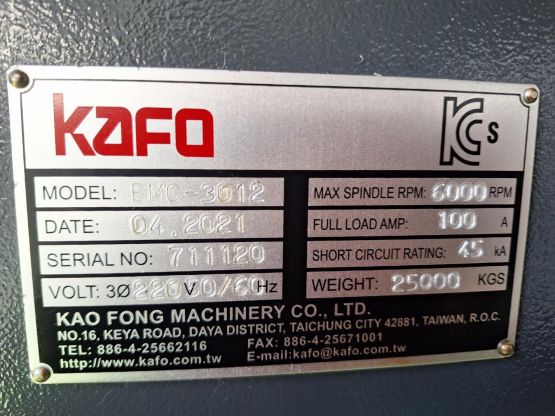 KAFO
KCs
MODEL: BMC-3012
MAX SPINDLE RPM: 6000 RPM
DATE: 04.2021
FULL LOAD AMP: 100 A
SERIAL NO: 711120
SHORT CIRCUIT RATING: 45 kA
VOLT: 3Ø 220 V 60/60 Hz
WEIGHT: 25000 KGS
KAO FONG MACHINERY CO., LTD.
NO.16, KEYA ROAD, DAYA DISTRICT, TAICHUNG CITY 42881, TAIWAN, R.O.C.
TEL: 886-4-25662116 FAX: 886-4-25671001
http://www.kafo.com.tw E-mail:kafo@kafo.com.tw